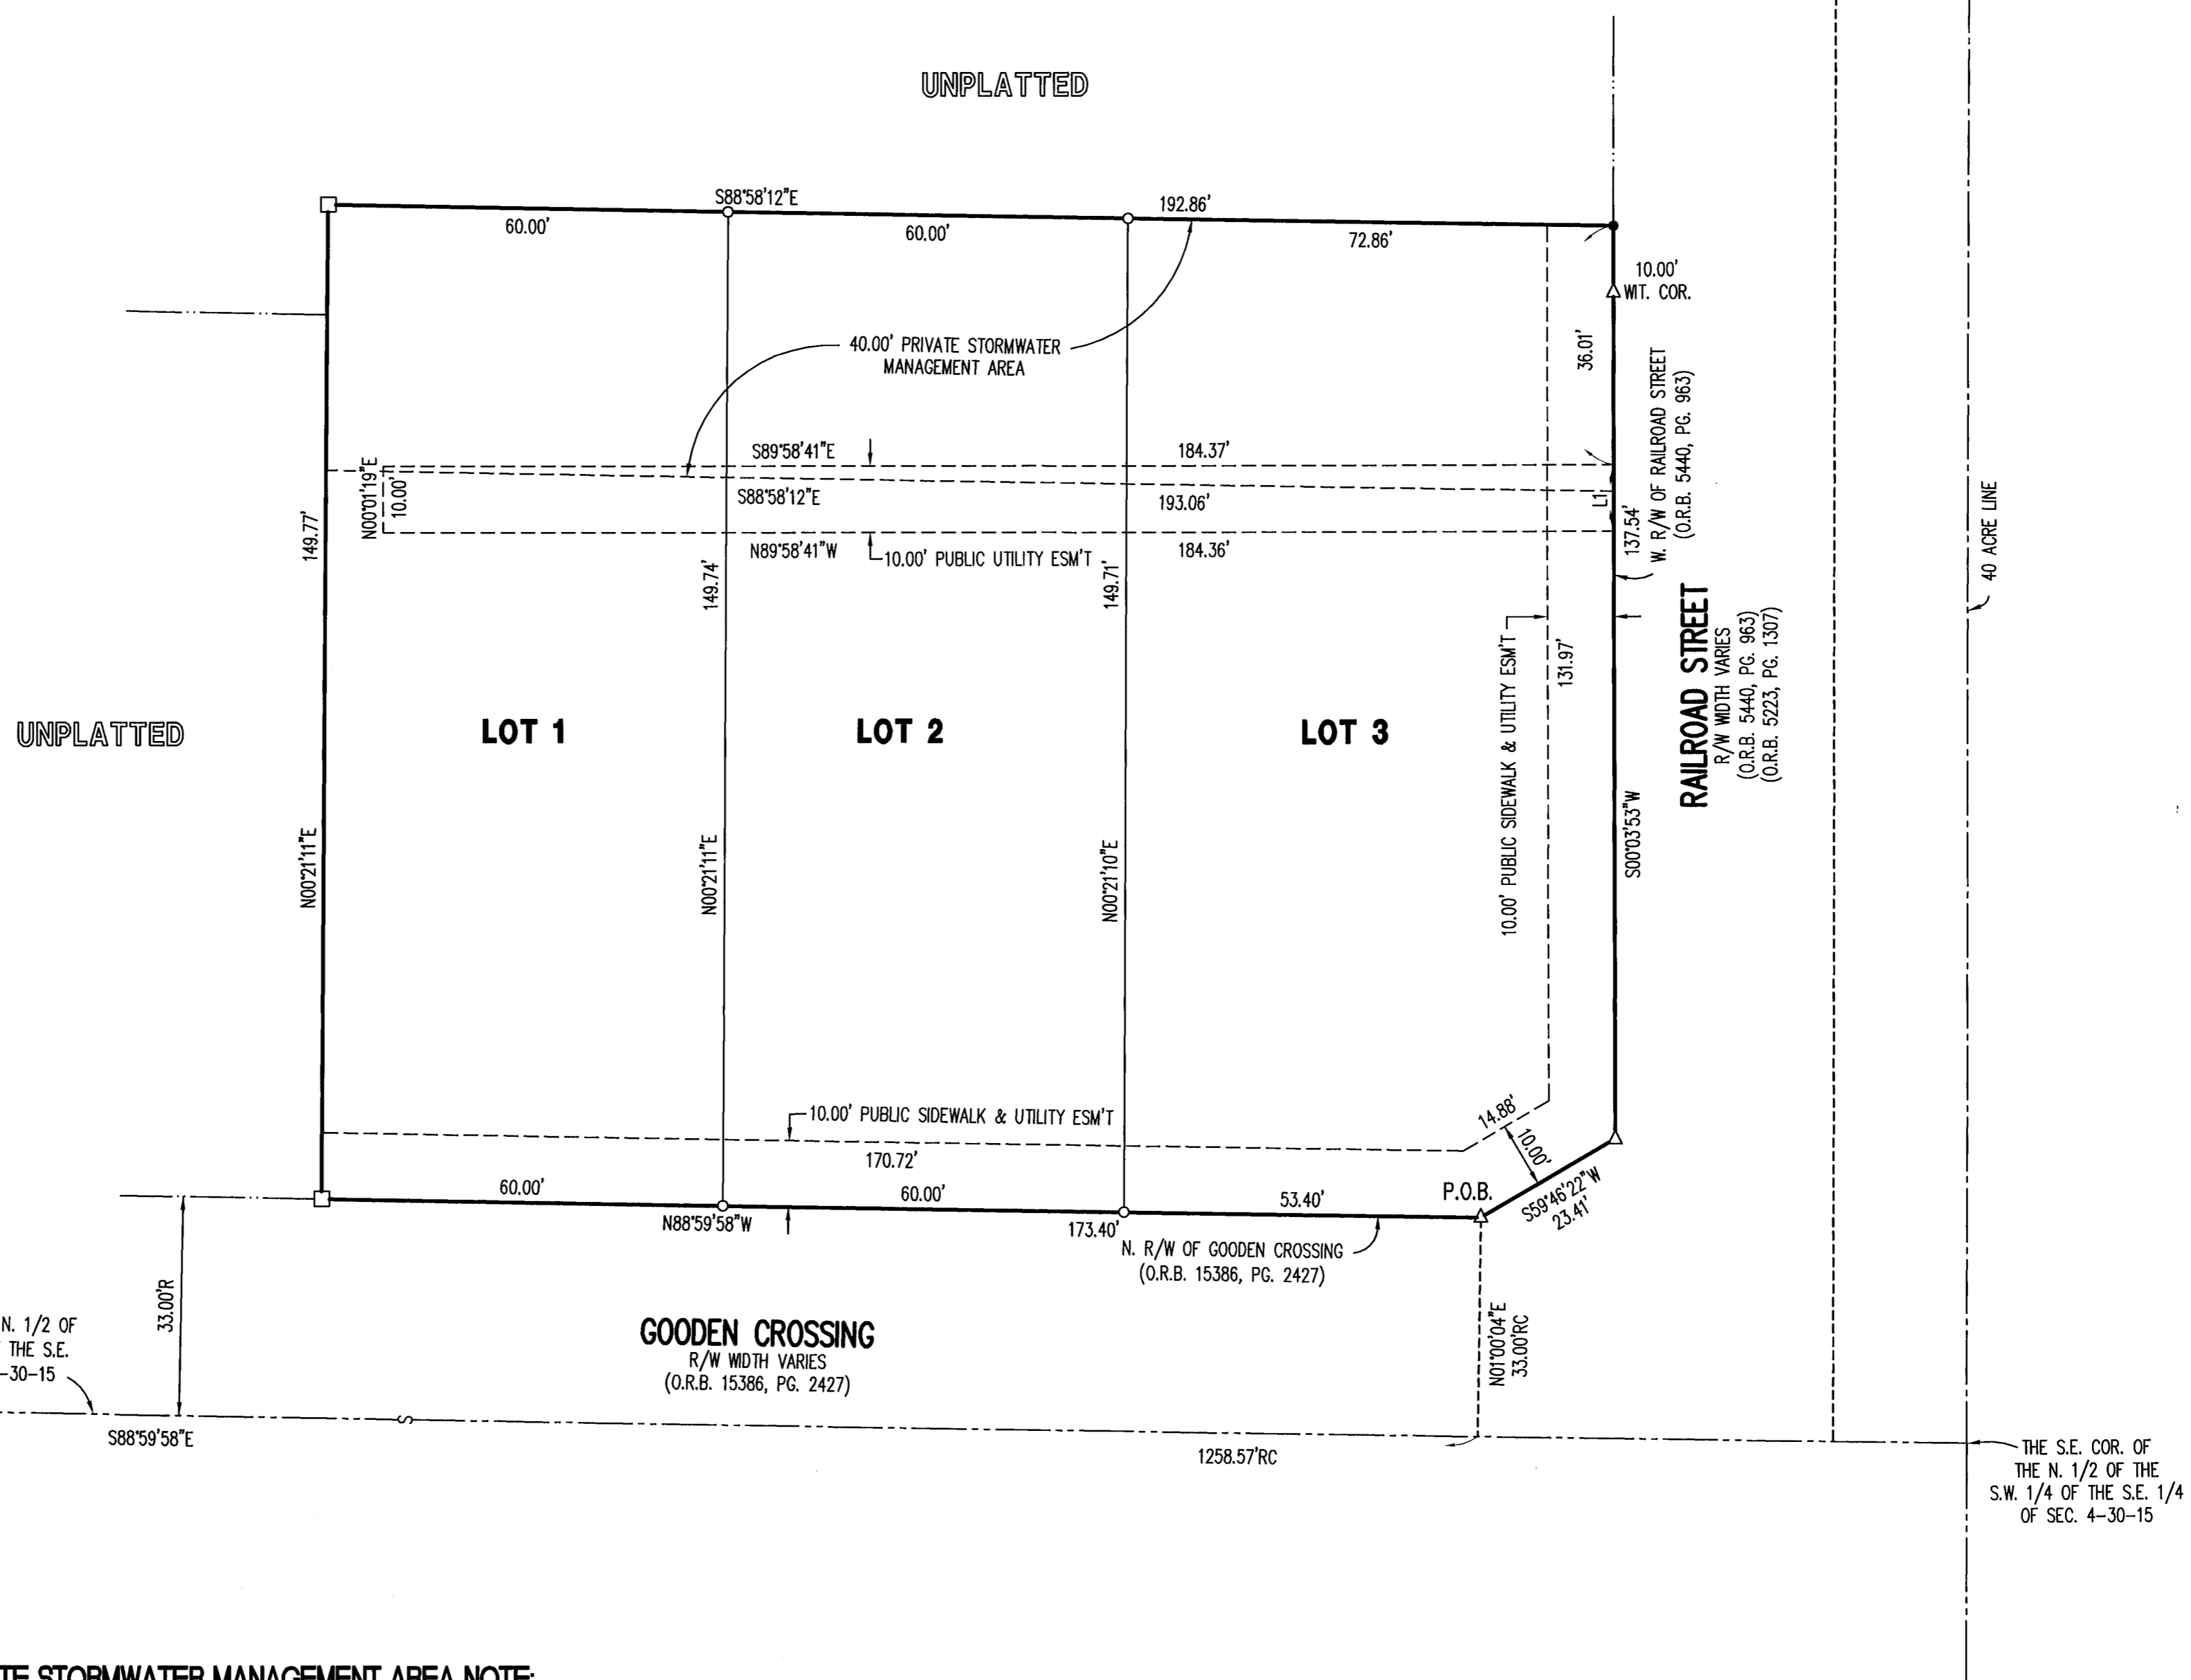 UNPLATTED
S88°58'12"E
192.86'
60.00'
60.00'
72.86'
10.00'
WIT. COR.
40.00' PRIVATE STORMWATER
MANAGEMENT AREA
36.01'
W. R/W OF RAILROAD STREET
(O.R.B. 5440, PG. 963)
S89°58'41"E
184.37'
N00°01'19"E
10.00'
S88°58'12"E
193.06'
L1
137.54'
40 ACRE LINE
149.77'
N89°58'41"W
10.00' PUBLIC UTILITY ESM'T
184.36'
149.74'
149.71'
10.00' PUBLIC SIDEWALK & UTILITY ESM'T
131.97'
RAILROAD STREET
R/W WIDTH VARIES
(O.R.B. 5440, PG. 963)
(O.R.B. 5223, PG. 1307)
UNPLATTED
LOT 1
LOT 2
LOT 3
N00°21'11"E
N00°21'11"E
N00°21'10"E
S00°03'53"W
10.00' PUBLIC SIDEWALK & UTILITY ESM'T
14.88'
10.00'
170.72'
60.00'
60.00'
53.40'
P.O.B.
S59°46'22"W
23.41'
N88°59'58"W
173.40'
N. R/W OF GOODEN CROSSING
(O.R.B. 15386, PG. 2427)
33.00'R
N. 1/2 OF
THE S.E.
-30-15
GOODEN CROSSING
R/W WIDTH VARIES
(O.R.B. 15386, PG. 2427)
N01°00'04"E
33.00'RC
S88°59'58"E
S
1258.57'RC
THE S.E. COR. OF
THE N. 1/2 OF THE
S.W. 1/4 OF THE S.E. 1/4
OF SEC. 4-30-15
TE STORMWATER MANAGEMENT AREA NOTE: